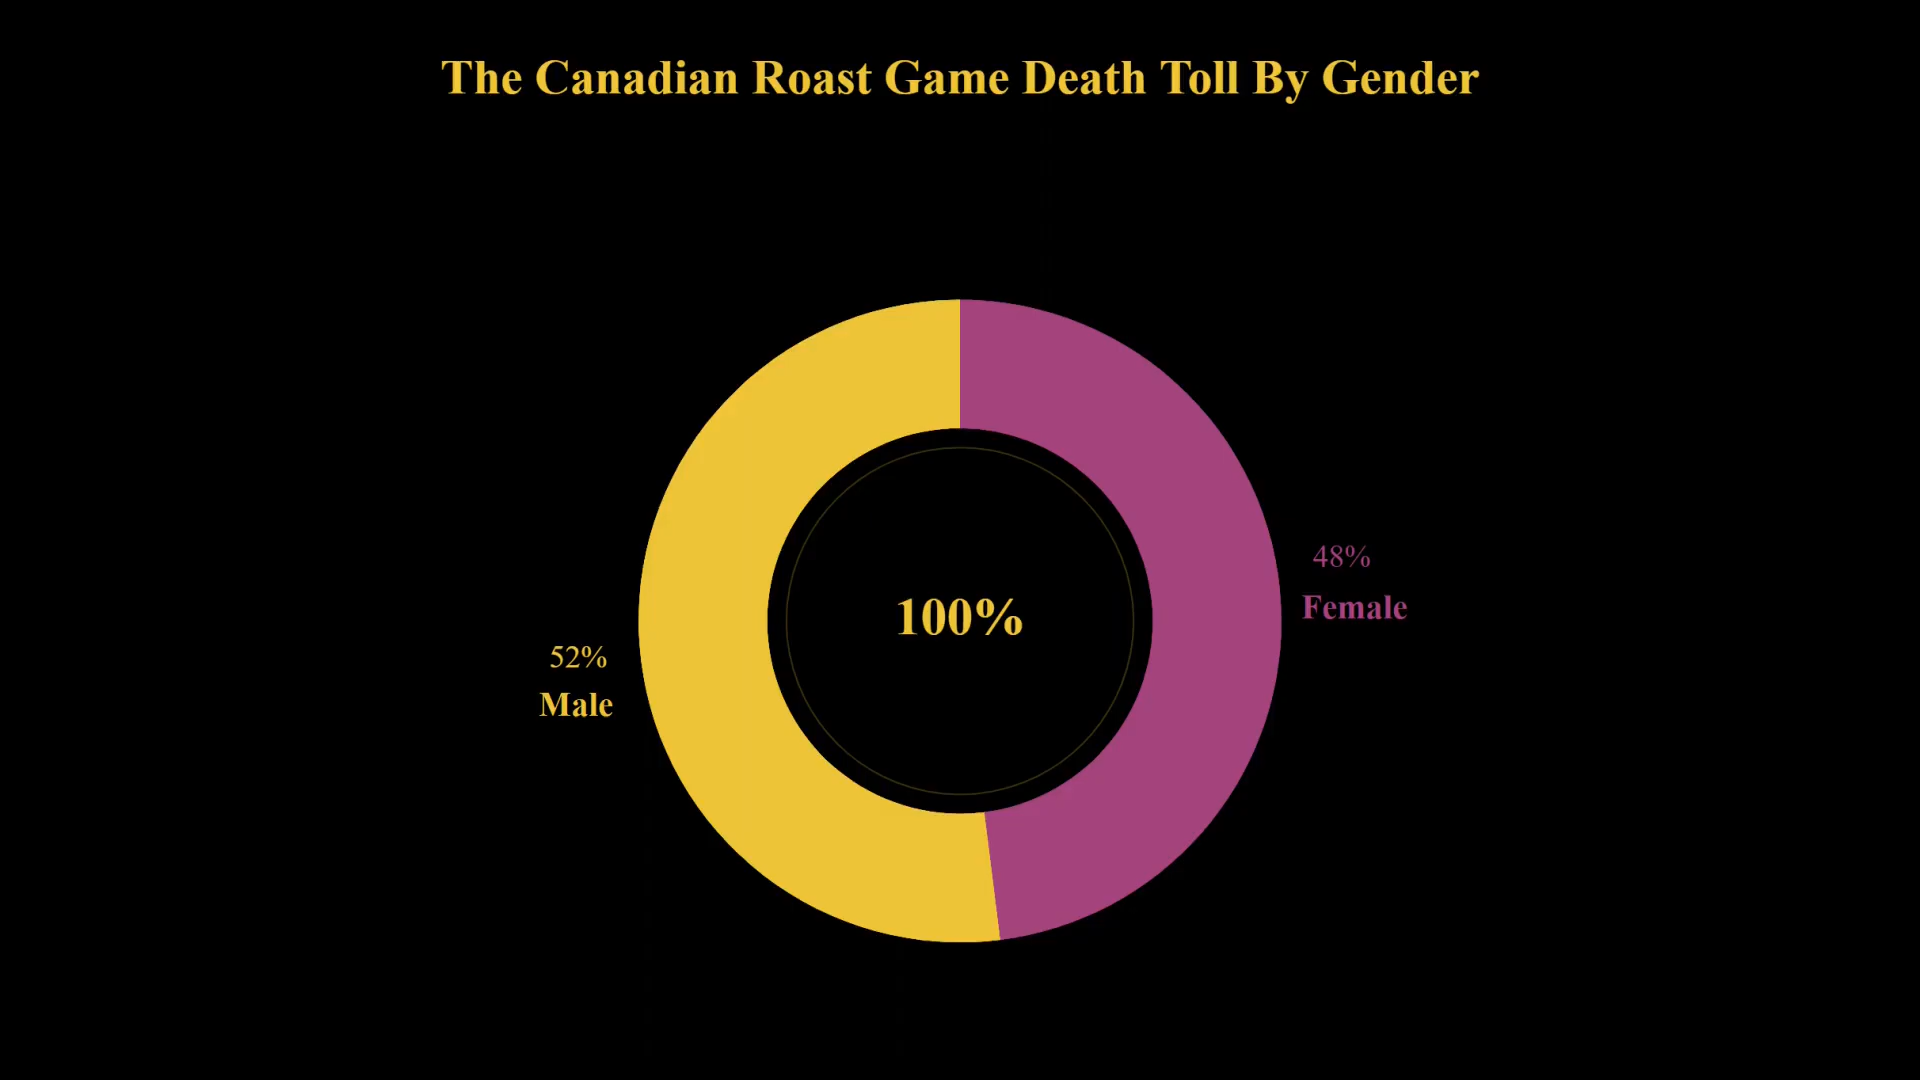 The Canadian Roast Game Death Toll By Gender
48%
Female
100%
52%
Male